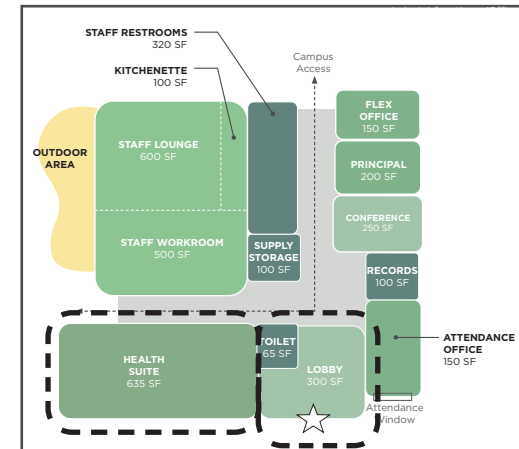 STAFF RESTROOMS
320 SF
Campus
Access
KITCHENETTE
100 SF
FLEX
OFFICE
150 SF
STAFF LOUNGE
600 SF
OUTDOOR
AREA
PRINCIPAL
200 SF
CONFERENCE
250 SF
STAFF WORKROOM
500 SF
SUPPLY
STORAGE
100 SF
RECORDS
100 SF
TOILET
65 SF
ATTENDANCE
OFFICE
150 SF
HEALTH
SUITE
635 SF
LOBBY
300 SF
Attendance
Window